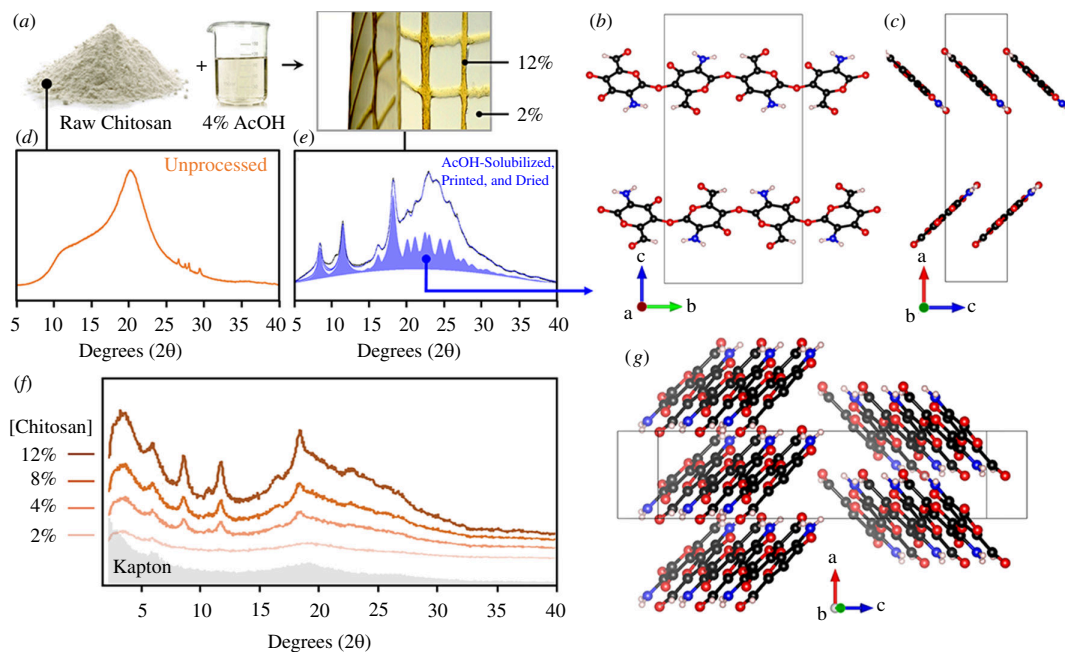 (a)
+
Raw Chitosan
4% AcOH
12%
2%
(b)
c
a
b
(c)
a
b
c
(d)
Unprocessed
5 10 15 20 25 30 35 40
Degrees (2θ)
(e)
AcOH-Solubilized,
Printed, and Dried
5 10 15 20 25 30 35 40
Degrees (2θ)
(f)
[Chitosan]
12%
8%
4%
2%
Kapton
5 10 15 20 25 30 35 40
Degrees (2θ)
(g)
a
b
c